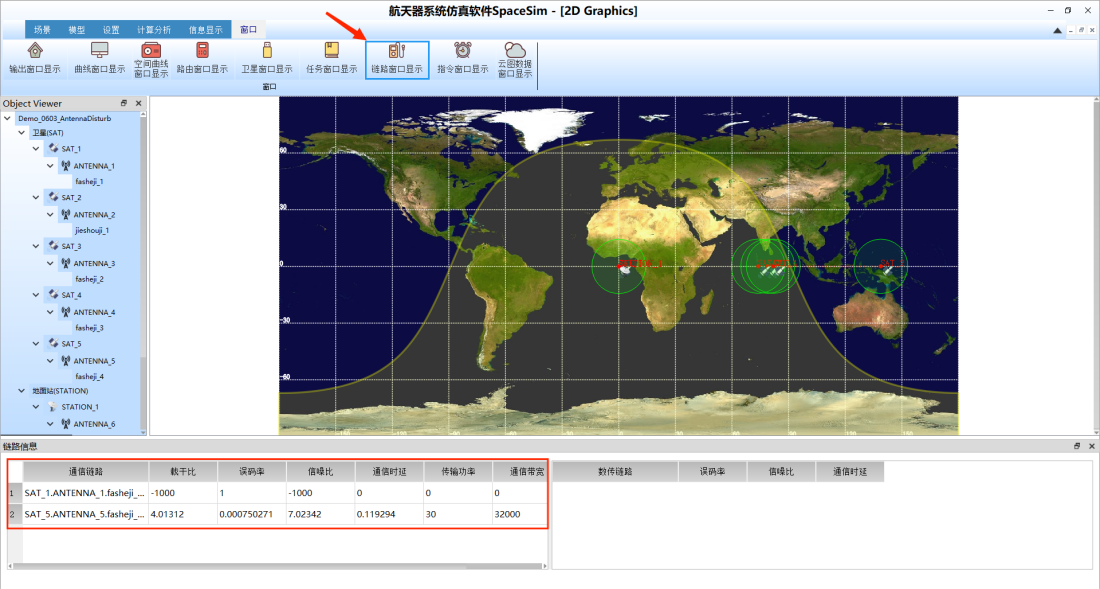 航天器系统仿真软件SpaceSim - [2D Graphics]
场景 模型 设置 计算分析 信息显示 窗口
输出窗口显示 曲线窗口显示 空间曲线窗口显示 路由窗口显示 卫星窗口显示 任务窗口显示 链路窗口显示 指令窗口显示 云图数据窗口显示
窗口
Object Viewer
Demo_0603_AntennaDisturb
卫星(SAT)
SAT_1
ANTENNA_1
fasheji_1
SAT_2
ANTENNA_2
jieshouji_1
SAT_3
ANTENNA_3
fasheji_2
SAT_4
ANTENNA_4
fasheji_3
SAT_5
ANTENNA_5
fasheji_4
地面站(STATION)
STATION_1
ANTENNA_6
60
30
0
-30
-60
链路信息
通信链路 载干比 误码率 信噪比 通信时延 传输功率 通信带宽
1 SAT_1.ANTENNA_1.fasheji_... -1000 1 -1000 0 0 0
2 SAT_5.ANTENNA_5.fasheji_... 4.01312 0.000750271 7.02342 0.119294 30 32000
数传链路 误码率 信噪比 通信时延